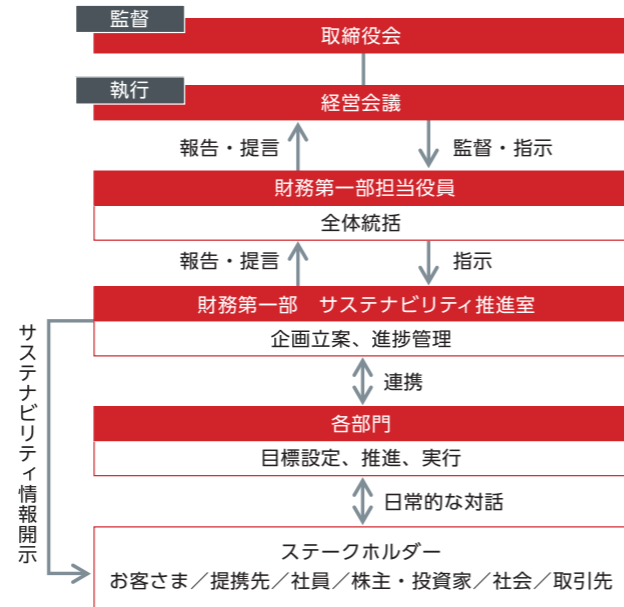 監督
取締役会
執行
経営会議
報告・提言
監督・指示
財務第一部担当役員
全体統括
報告・提言
指示
財務第一部　サステナビリティ推進室
企画立案、進捗管理
連携
各部門
目標設定、推進、実行
日常的な対話
サステナビリティ情報開示
ステークホルダー
お客さま／提携先／社員／株主・投資家／社会／取引先